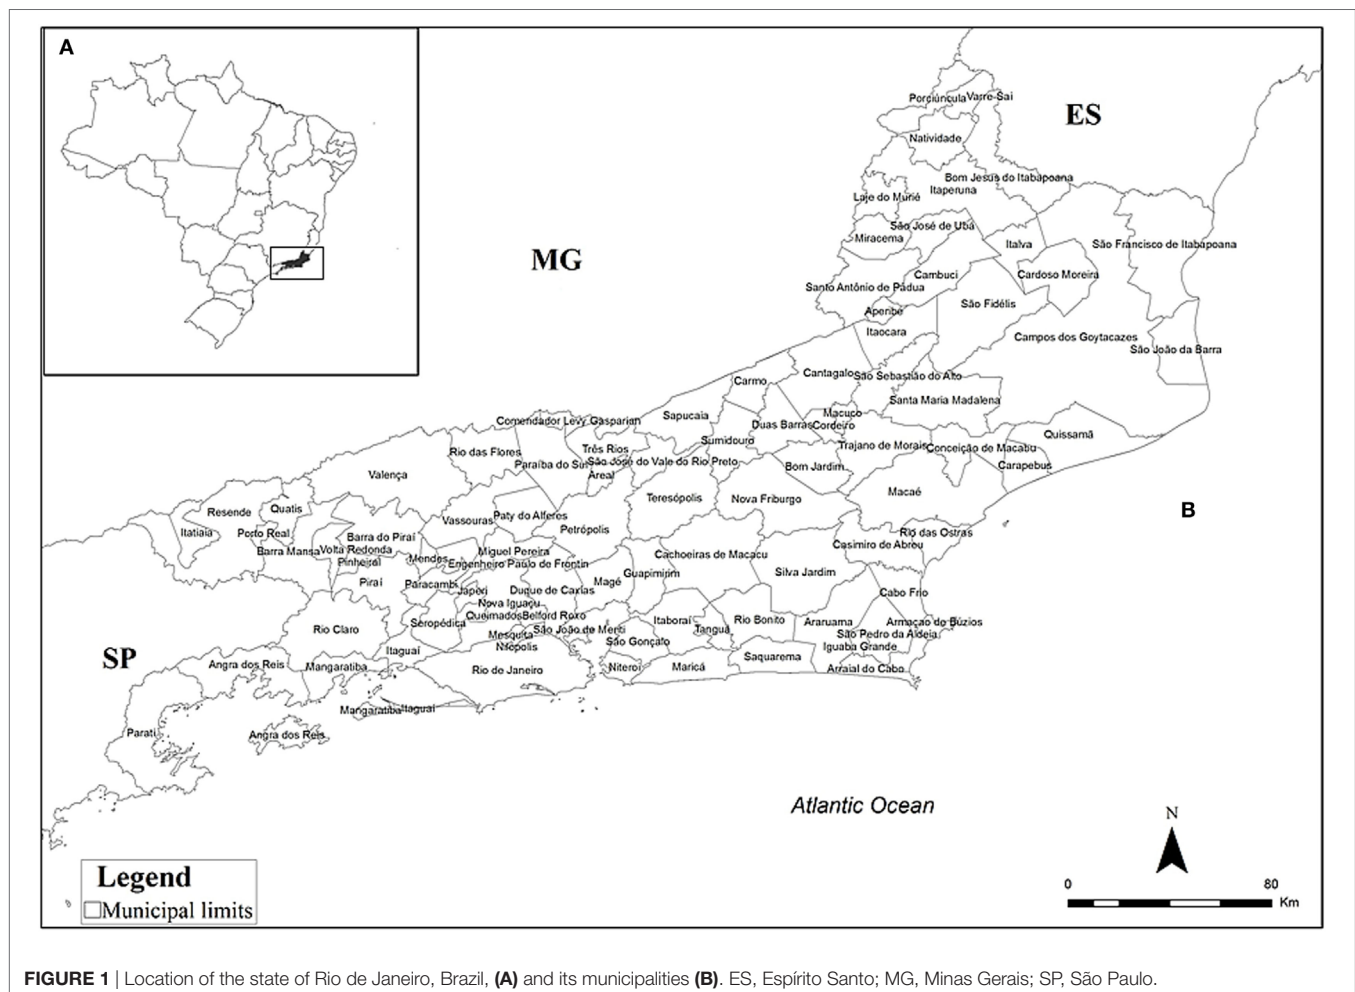 A
ES
Porciúncula
Varre-Sai
Natividade
Bom Jesus do Itabapoana
Itaperuna
Laje do Murié
São José de Ubá
Miracema
Italva
São Francisco de Itabapoana
MG
Cambuci
Cardoso Moreira
Santo Antônio de Pádua
São Fidélis
Aperibé
Itaocara
Campos dos Goytacazes
São João da Barra
Cantagalo
São Sebastião do Alto
Carmo
Santa Maria Madalena
Macuco
Sapucaia
Comendador Levy Gasparian
Duas Barras
Cordeiro
Quissamã
Sumidouro
Trajano de Morais
Conceição de Macabu
Três Rios
Rio das Flores
Paraíba do Sul
São José do Vale do Rio Preto
Carapebus
Bom Jardim
Areal
Valença
Macaé
Teresópolis
Nova Friburgo
B
Resende
Quatis
Paty do Alferes
Vassouras
Petrópolis
Itatiaia
Porto Real
Barra do Piraí
Rio das Ostras
Casimiro de Abreu
Barra Mansa
Volta Redonda
Miguel Pereira
Cachoeiras de Macacu
Pinheiral
Mendes
Engenheiro Paulo de Frontin
Guapimirim
Silva Jardim
Piraí
Paracambi
Magé
Japeri
Duque de Caxias
Cabo Frio
Nova Iguaçu
Queimados
Belford Roxo
Seropédica
Itaboraí
Rio Bonito
Araruama
Armação do Búzios
Rio Claro
São João de Meriti
Tanguá
São Pedro da Aldeia
Mesquita
São Gonçalo
Iguaba Grande
Nilópolis
Itaguaí
Saquarema
SP
Angra dos Reis
Mangaratiba
Rio de Janeiro
Niteroi
Maricá
Arraial do Cabo
Mangaratiba
Itaguaí
Parati
Angra dos Reis
Atlantic Ocean
N
Legend
Municipal limits
0 80
Km
FIGURE 1 | Location of the state of Rio de Janeiro, Brazil, (A) and its municipalities (B). ES, Espírito Santo; MG, Minas Gerais; SP, São Paulo.